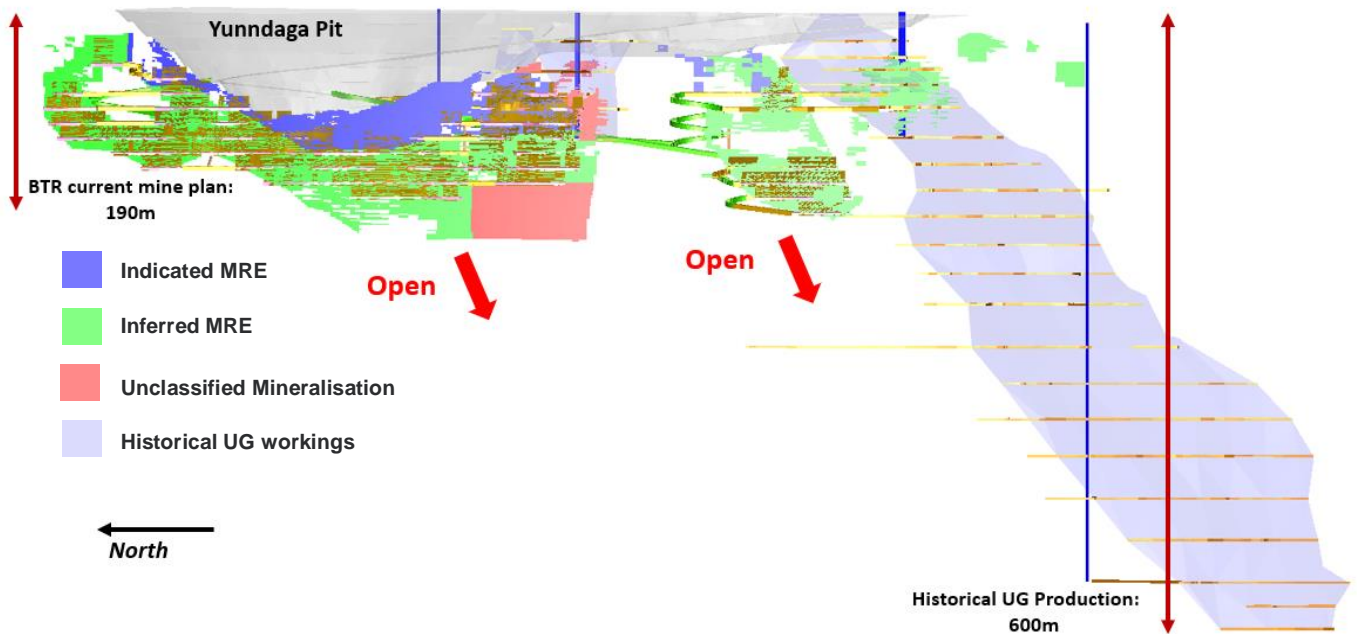 Yunndaga Pit
BTR current mine plan:
190m
Indicated MRE
Inferred MRE
Unclassified Mineralisation
Historical UG workings
Open
Open
North
Historical UG Production:
600m